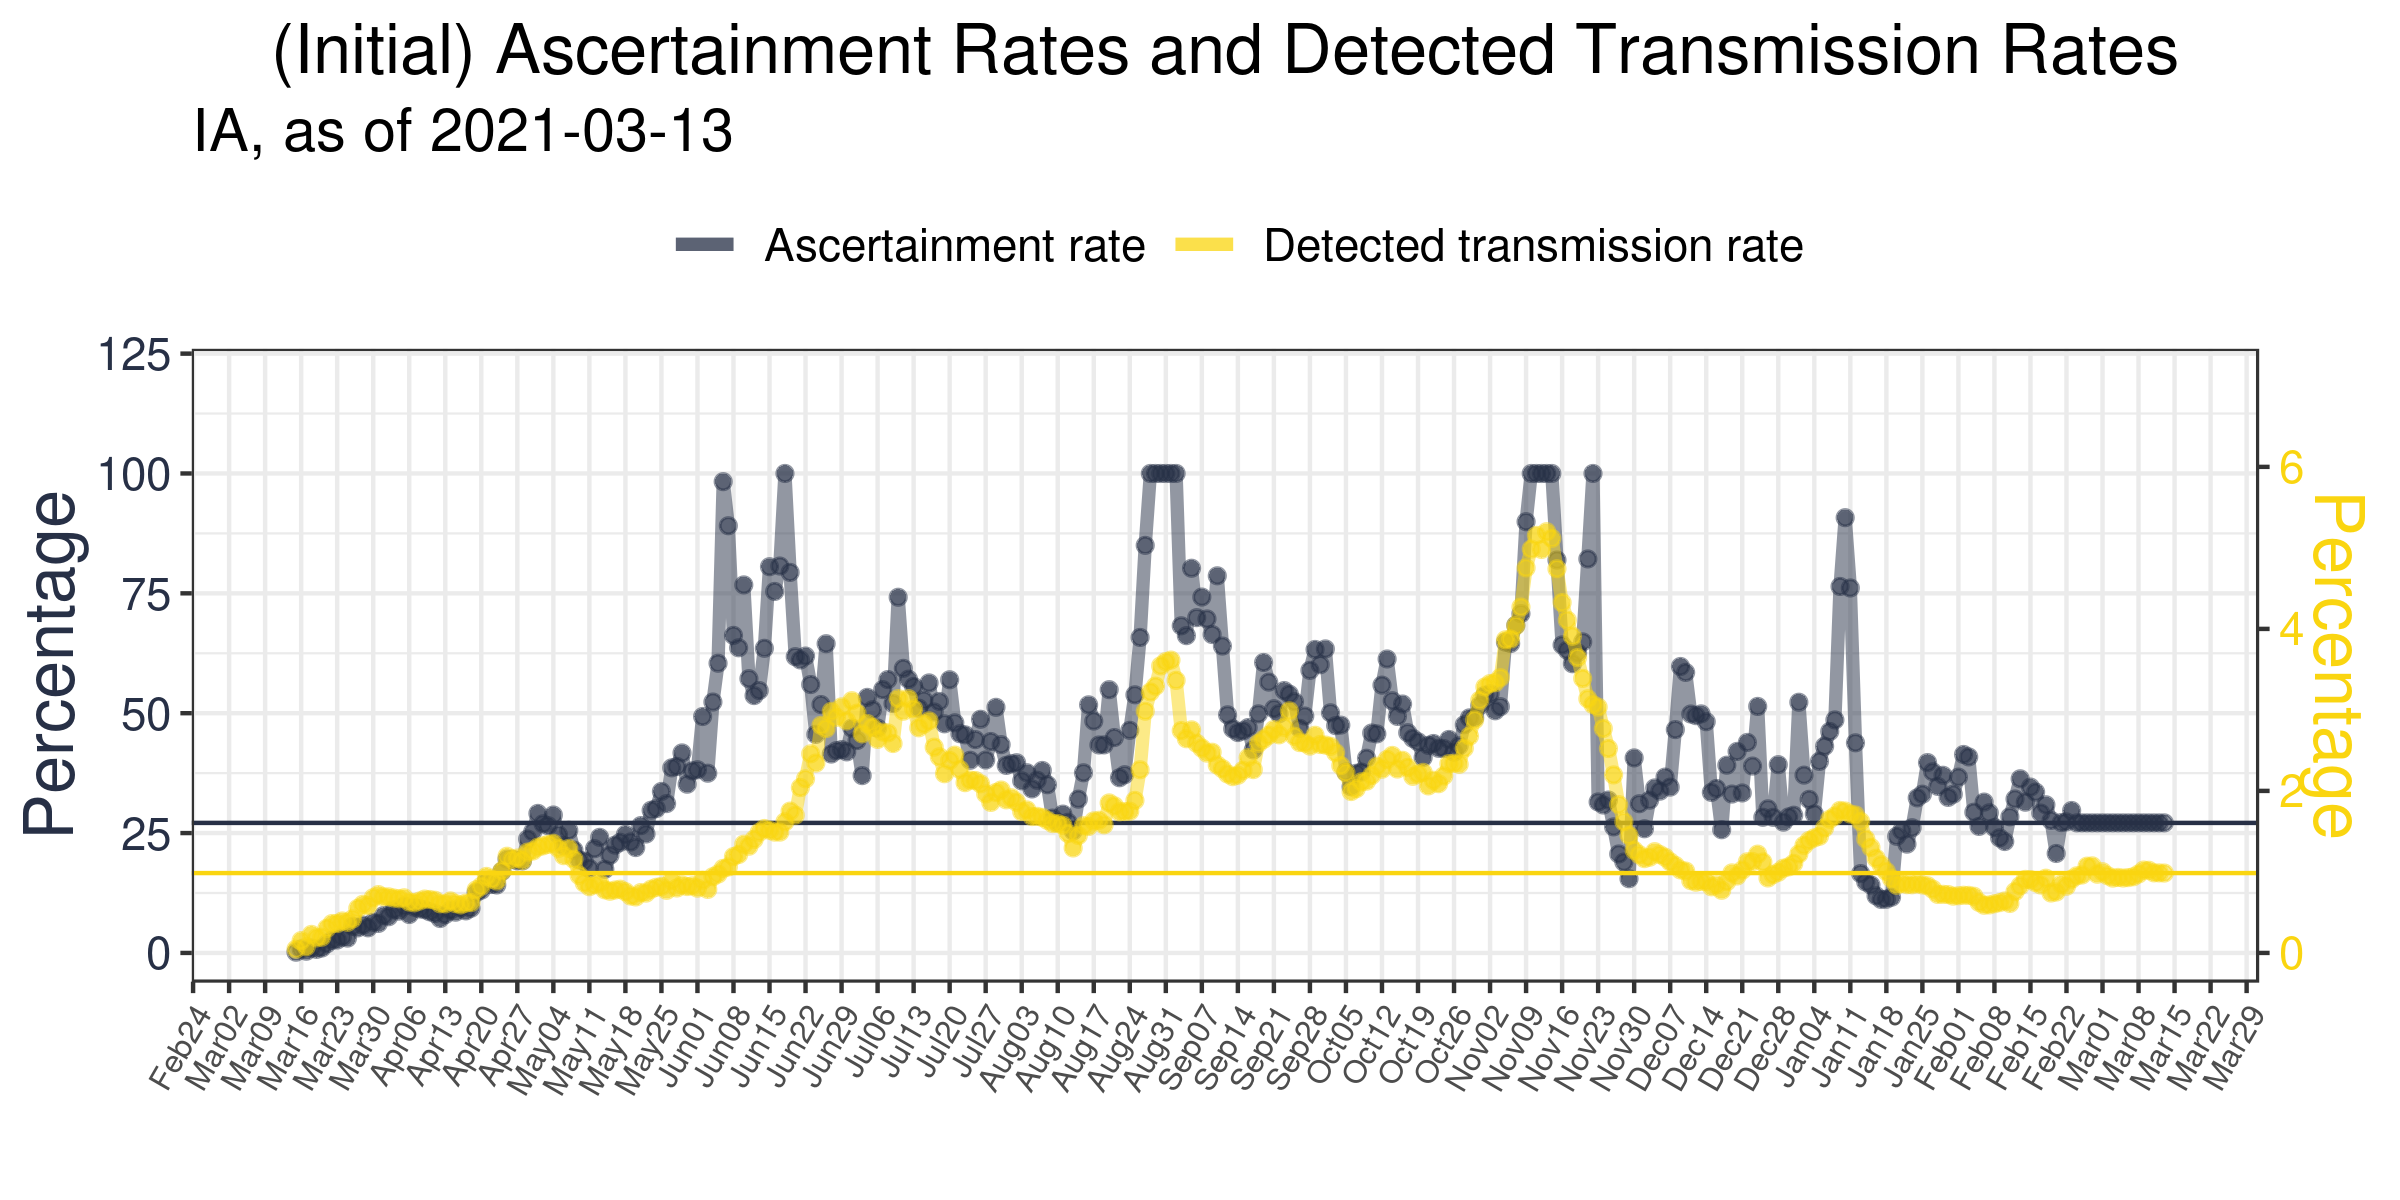 (Initial) Ascertainment Rates and Detected Transmission Rates
IA, as of 2021-03-13
Ascertainment rate Detected transmission rate
Percentage
125
100
75
50
25
0
6
4
2
0
Percentage
Feb24 Mar02 Mar09 Mar16 Mar23 Mar30 Apr06 Apr13 Apr20 Apr27 May04 May11 May18 May25 Jun01 Jun08 Jun15 Jun22 Jun29 Jul06 Jul13 Jul20 Jul27 Aug03 Aug10 Aug17 Aug24 Aug31 Sep07 Sep14 Sep21 Sep28 Oct05 Oct12 Oct19 Oct26 Nov02 Nov09 Nov16 Nov23 Nov30 Dec07 Dec14 Dec21 Dec28 Jan04 Jan11 Jan18 Jan25 Feb01 Feb08 Feb15 Feb22 Mar01 Mar08 Mar15 Mar22 Mar29